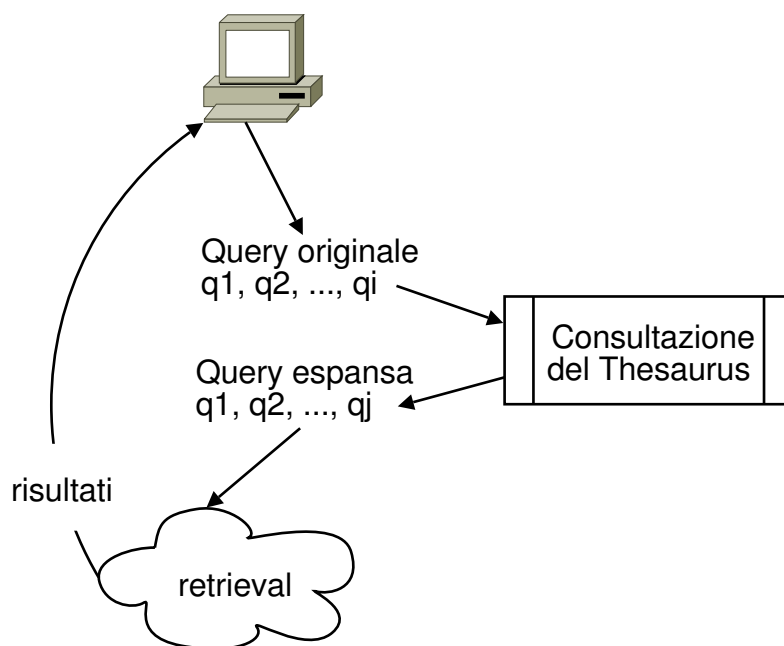 Query originale
q1, q2, ..., qi
Consultazione
del Thesaurus
Query espansa
q1, q2, ..., qj
risultati
retrieval